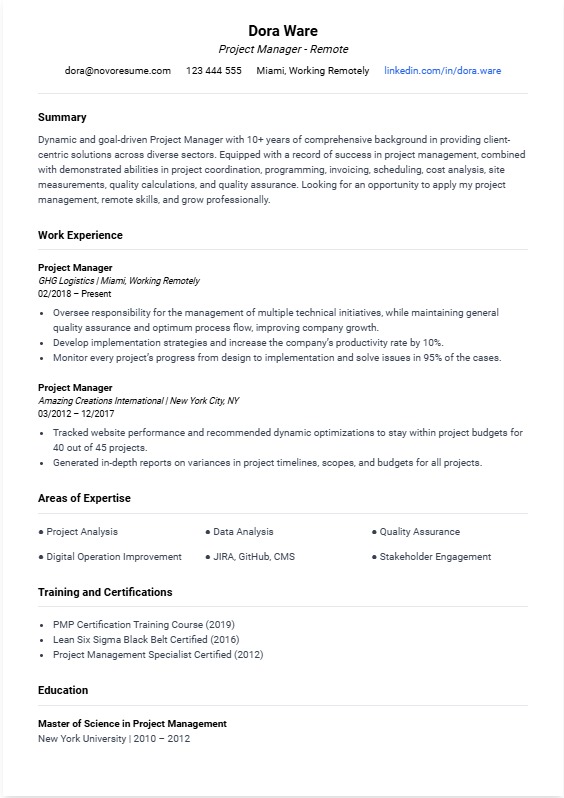 Dora Ware
Project Manager - Remote
dora@novoresume.com 123 444 555 Miami, Working Remotely linkedin.com/in/dora.ware
Summary
Dynamic and goal-driven Project Manager with 10+ years of comprehensive background in providing client-
centric solutions across diverse sectors. Equipped with a record of success in project management, combined
with demonstrated abilities in project coordination, programming, invoicing, scheduling, cost analysis, site
measurements, quality calculations, and quality assurance. Looking for an opportunity to apply my project
management, remote skills, and grow professionally.
Work Experience
Project Manager
GHG Logistics | Miami, Working Remotely
02/2018 – Present
• Oversee responsibility for the management of multiple technical initiatives, while maintaining general
quality assurance and optimum process flow, improving company growth.
• Develop implementation strategies and increase the company's productivity rate by 10%.
• Monitor every project's progress from design to implementation and solve issues in 95% of the cases.
Project Manager
Amazing Creations International | New York City, NY
03/2012 – 12/2017
• Tracked website performance and recommended dynamic optimizations to stay within project budgets for
40 out of 45 projects.
• Generated in-depth reports on variances in project timelines, scopes, and budgets for all projects.
Areas of Expertise
● Project Analysis ● Data Analysis ● Quality Assurance
● Digital Operation Improvement ● JIRA, GitHub, CMS ● Stakeholder Engagement
Training and Certifications
• PMP Certification Training Course (2019)
• Lean Six Sigma Black Belt Certified (2016)
• Project Management Specialist Certified (2012)
Education
Master of Science in Project Management
New York University | 2010 – 2012